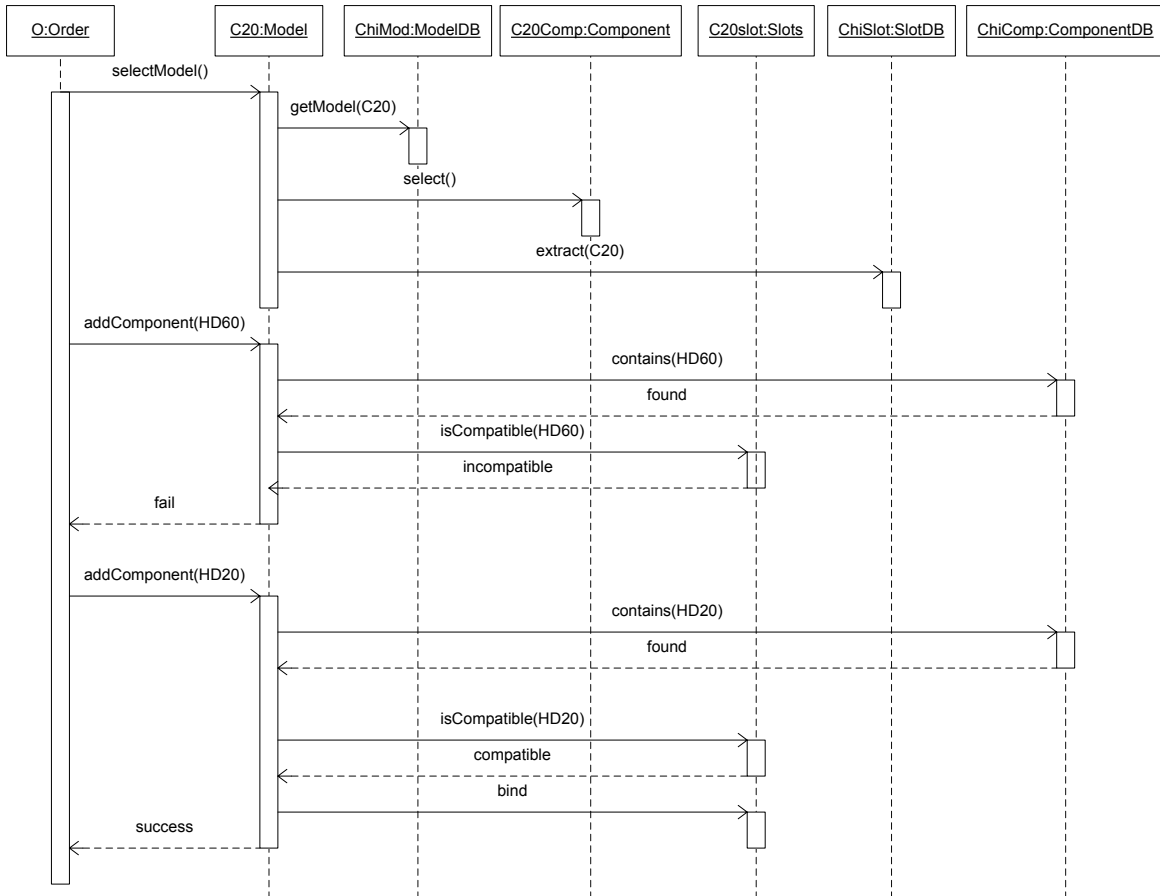 O:Order
C20:Model
ChiMod:ModelDB
C20Comp:Component
C20slot:Slots
ChiSlot:SlotDB
ChiComp:ComponentDB
selectModel()
getModel(C20)
select()
extract(C20)
addComponent(HD60)
contains(HD60)
found
isCompatible(HD60)
incompatible
fail
addComponent(HD20)
contains(HD20)
found
isCompatible(HD20)
compatible
bind
success